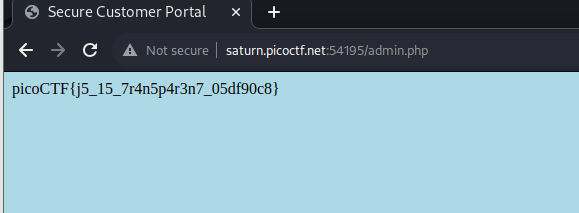 Secure Customer Portal
Not secure saturn.picoctf.net:54195/admin.php
picoCTF{j5_15_7r4n5p4r3n7_05df90c8}